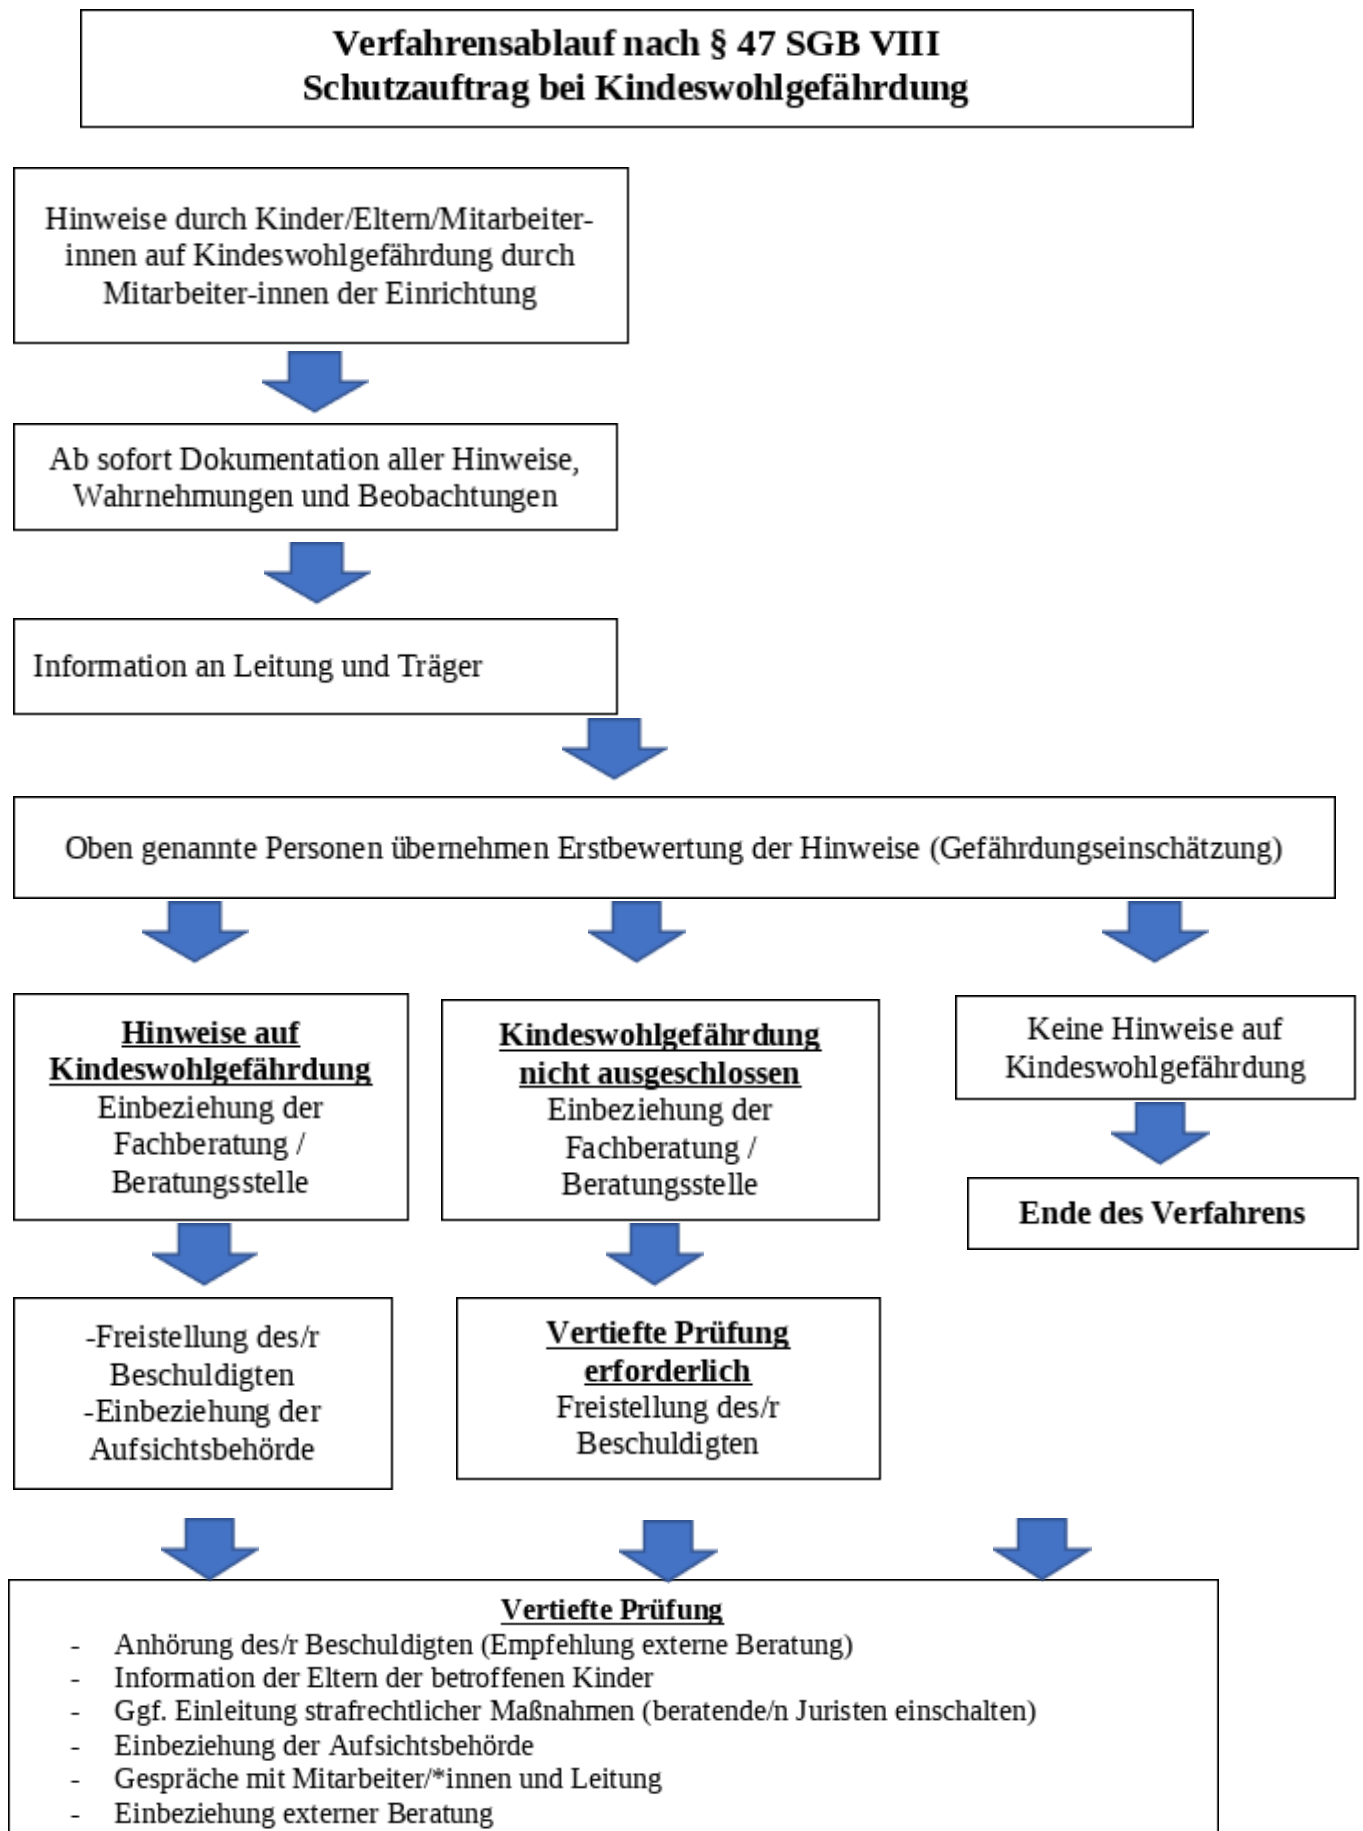 Verfahrensablauf nach § 47 SGB VIII
Schutzauftrag bei Kindeswohlgefährdung
Hinweise durch Kinder/Eltern/Mitarbeiter-
innen auf Kindeswohlgefährdung durch
Mitarbeiter-innen der Einrichtung
Ab sofort Dokumentation aller Hinweise,
Wahrnehmungen und Beobachtungen
Information an Leitung und Träger
Oben genannte Personen übernehmen Erstbewertung der Hinweise (Gefährdungseinschätzung)
Hinweise auf
Kindeswohlgefährdung
Einbeziehung der
Fachberatung /
Beratungsstelle
Kindeswohlgefährdung
nicht ausgeschlossen
Einbeziehung der
Fachberatung /
Beratungsstelle
Keine Hinweise auf
Kindeswohlgefährdung
Ende des Verfahrens
-Freistellung des/r
Beschuldigten
-Einbeziehung der
Aufsichtsbehörde
Vertiefte Prüfung
erforderlich
Freistellung des/r
Beschuldigten
Vertiefte Prüfung
- Anhörung des/r Beschuldigten (Empfehlung externe Beratung)
- Information der Eltern der betroffenen Kinder
- Ggf. Einleitung strafrechtlicher Maßnahmen (beratende/n Juristen einschalten)
- Einbeziehung der Aufsichtsbehörde
- Gespräche mit Mitarbeiter/*innen und Leitung
- Einbeziehung externer Beratung